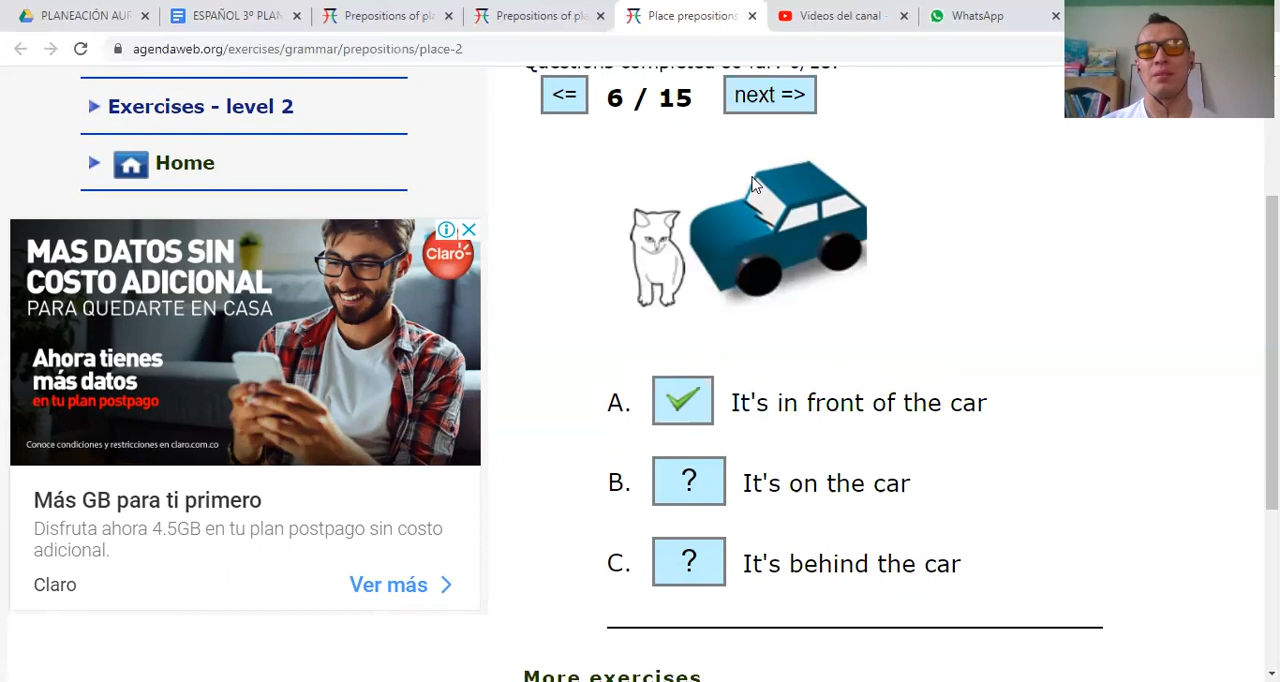 PLANEACIÓN AUR
ESPAÑOL 3º PLAN
Prepositions of pl
Prepositions of pl
Place prepositions
Videos del canal -
WhatsApp
agendaweb.org/exercises/grammar/prepositions/place-2
Exercises - level 2
Home
MAS DATOS SIN
COSTO ADICIONAL
PARA QUEDARTE EN CASA
Claro
Ahora tienes
más datos
en tu plan postpago
Conoce condiciones y restricciones en claro.com.co
Más GB para ti primero
Disfruta ahora 4.5GB en tu plan postpago sin costo
adicional.
Claro
Ver más
<= 6 / 15 next =>
A. It's in front of the car
B. ? It's on the car
C. ? It's behind the car
More exercises